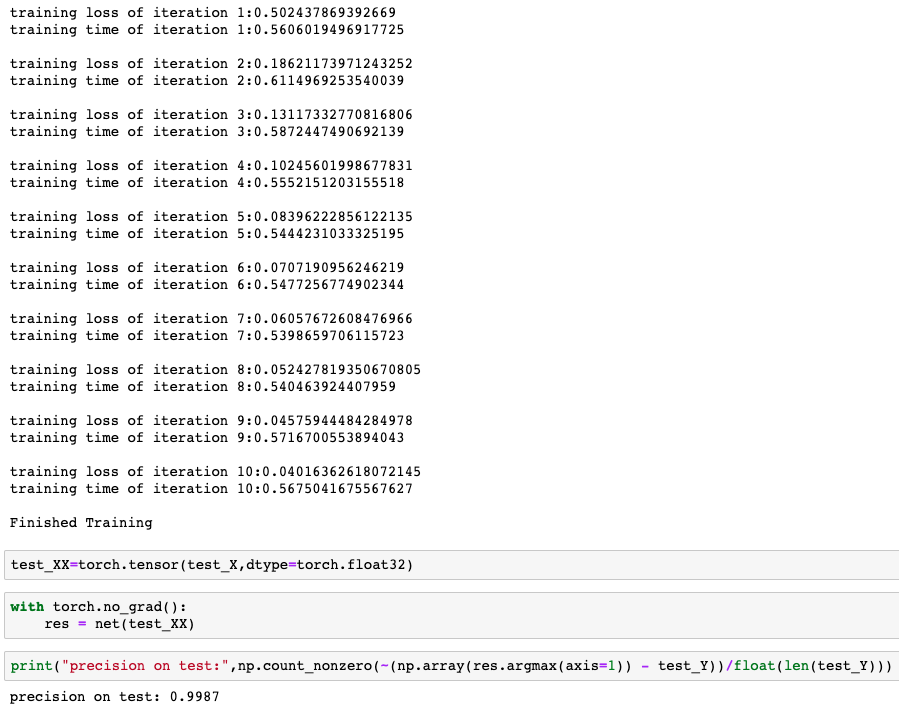 training loss of iteration 1:0.502437869392669
training time of iteration 1:0.5606019496917725
training loss of iteration 2:0.18621173971243252
training time of iteration 2:0.6114969253540039
training loss of iteration 3:0.13117332770816806
training time of iteration 3:0.5872447490692139
training loss of iteration 4:0.10245601998677831
training time of iteration 4:0.5552151203155518
training loss of iteration 5:0.08396222856122135
training time of iteration 5:0.5444231033325195
training loss of iteration 6:0.0707190956246219
training time of iteration 6:0.5477256774902344
training loss of iteration 7:0.06057672608476966
training time of iteration 7:0.5398659706115723
training loss of iteration 8:0.052427819350670805
training time of iteration 8:0.540463924407959
training loss of iteration 9:0.04575944484284978
training time of iteration 9:0.5716700553894043
training loss of iteration 10:0.04016362618072145
training time of iteration 10:0.5675041675567627
Finished Training
test_XX=torch.tensor(test_X,dtype=torch.float32)
with torch.no_grad():
    res = net(test_XX)
print("precision on test:",np.count_nonzero(~(np.array(res.argmax(axis=1)) - test_Y))/float(len(test_Y)))
precision on test: 0.9987